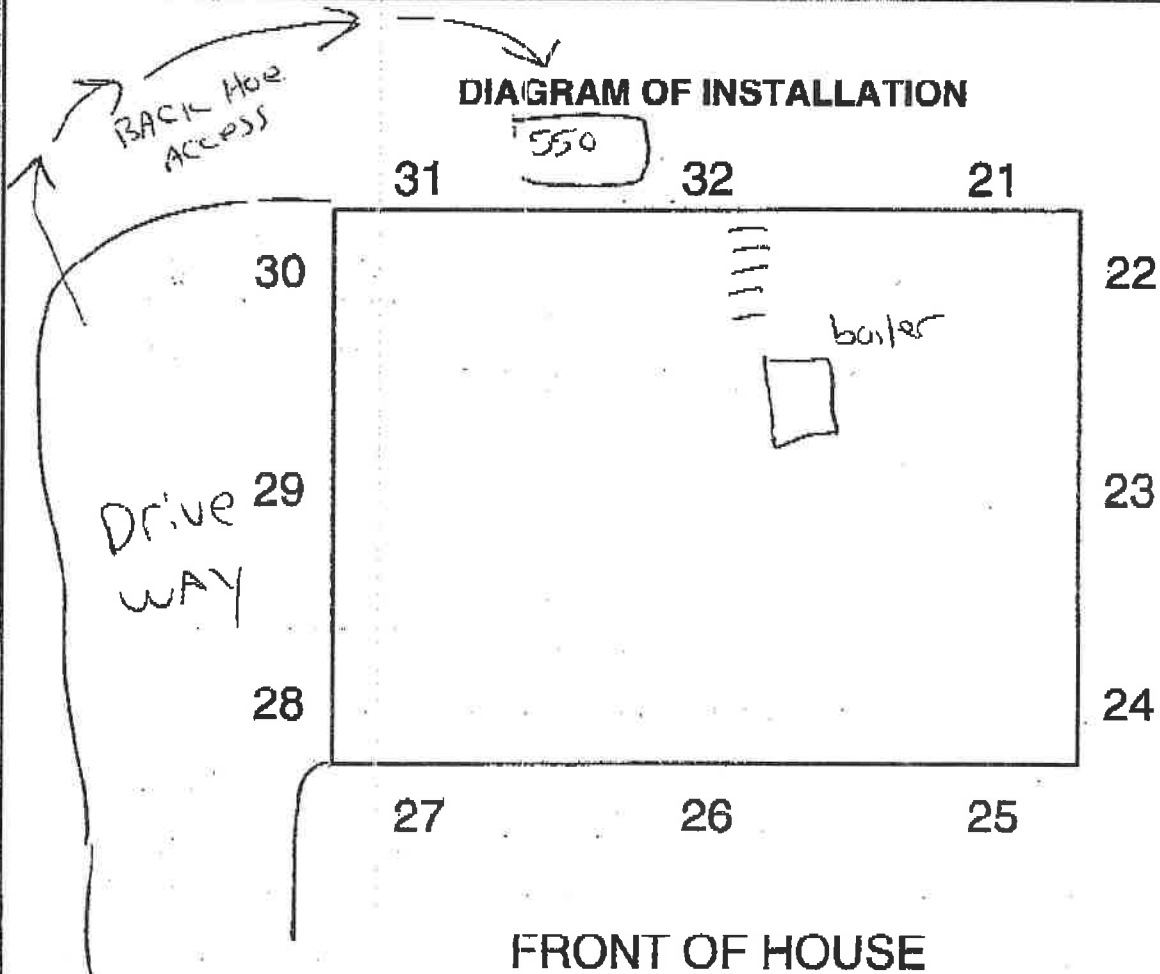 BACK HOE
ACCESS
DIAGRAM OF INSTALLATION
550
31 32 21
30 22
boiler
29 23
Drive
WAY
28 24
27 26 25
FRONT OF HOUSE